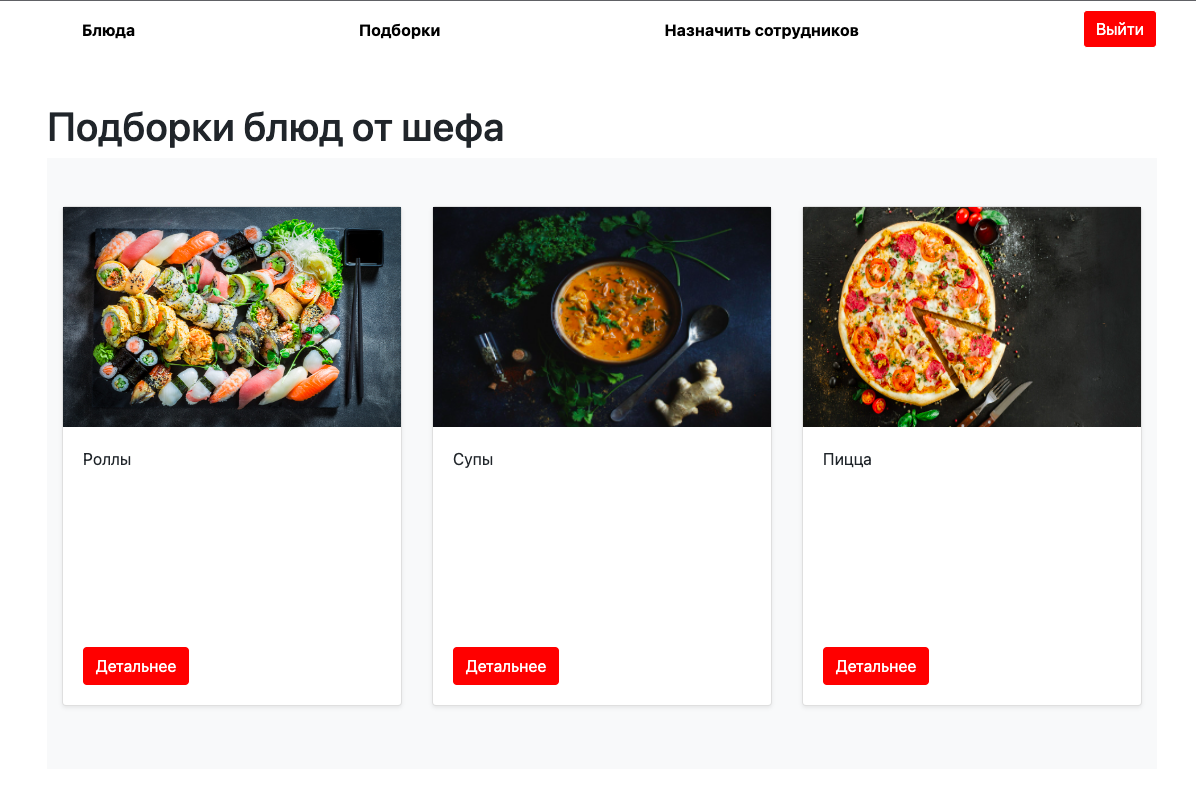 Блюда
Подборки
Назначить сотрудников
Выйти
Подборки блюд от шефа
Роллы
Супы
Пицца
Детальнее
Детальнее
Детальнее